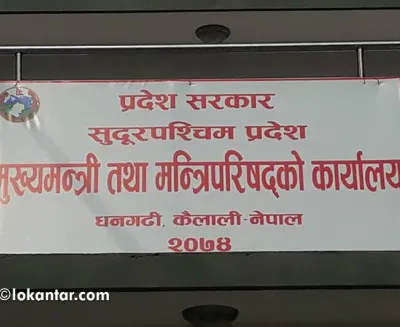 प्रदेश सरकार
सुदूरपश्चिम प्रदेश
मुख्यमन्त्री तथा मन्त्रिपरिषद्को कार्यालय
धनगढी, कैलाली-नेपाल
२०७४
©lokantar.com